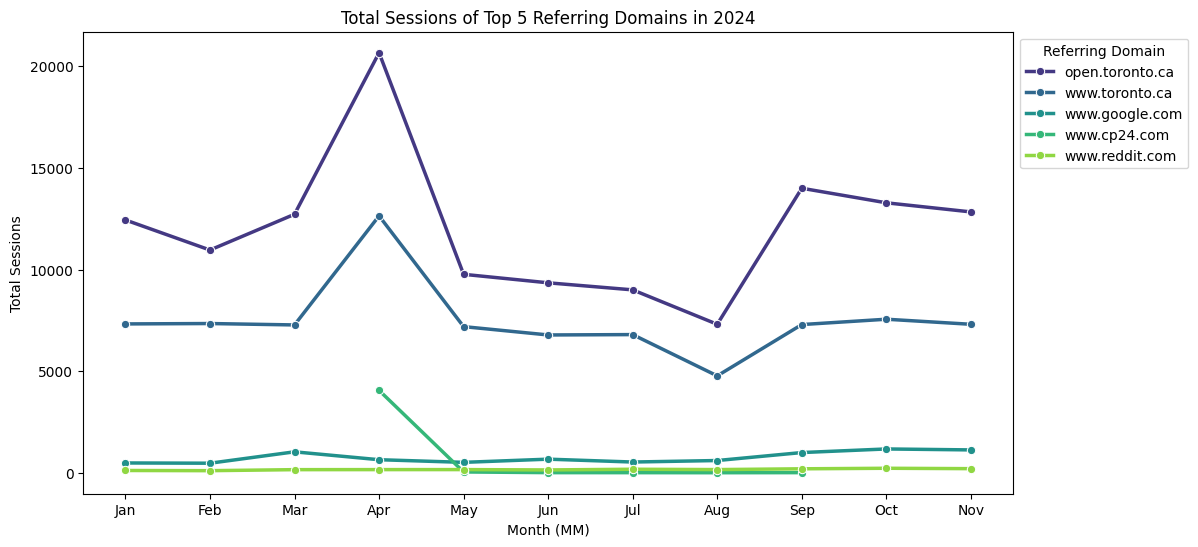 Total Sessions of Top 5 Referring Domains in 2024
Total Sessions
20000
15000
10000
5000
0
Jan Feb Mar Apr May Jun Jul Aug Sep Oct Nov
Month (MM)
Referring Domain
open.toronto.ca
www.toronto.ca
www.google.com
www.cp24.com
www.reddit.com